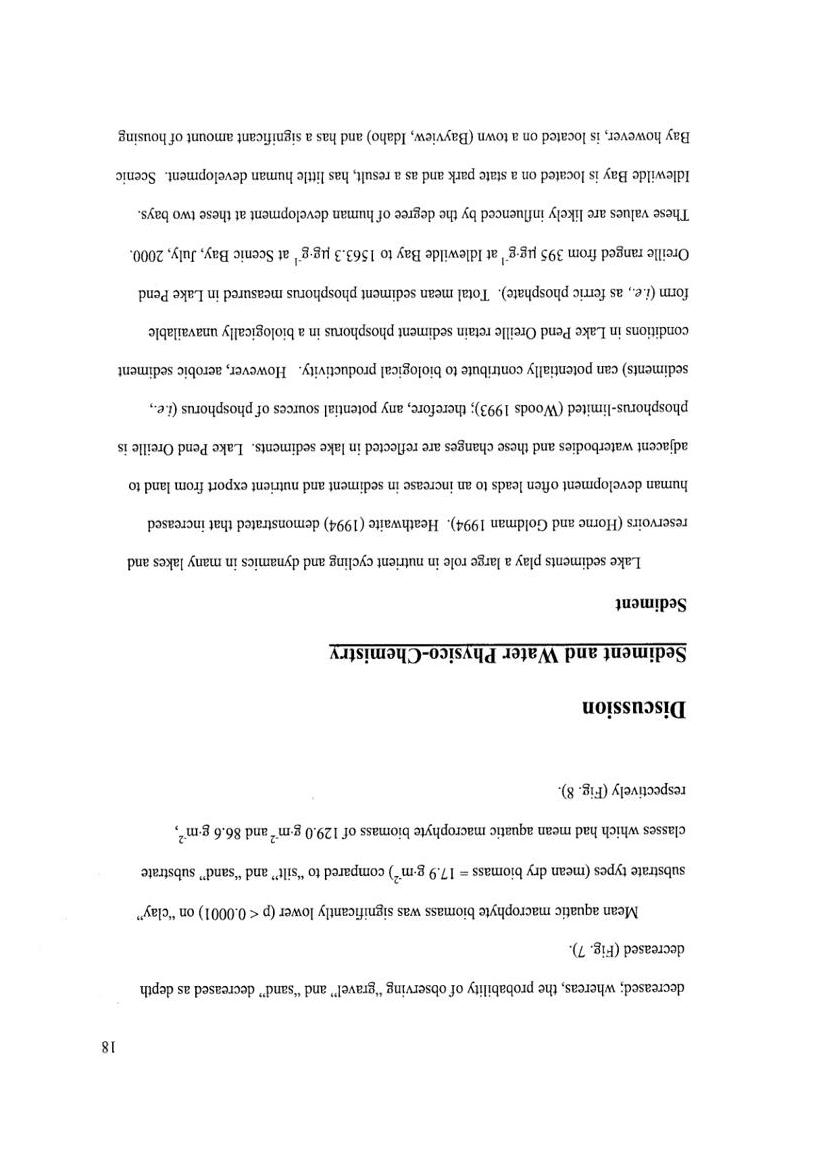 18
decreased; whereas, the probability of observing "gravel" and "sand" decreased as depth
decreased (Fig. 7).
Mean aquatic macrophyte biomass was significantly lower (p < 0.0001) on "clay"
substrate types (mean dry biomass = 17.9 g·m⁻²) compared to "silt" and "sand" substrate
classes which had mean aquatic macrophyte biomass of 129.0 g·m⁻² and 86.6 g·m⁻²,
respectively (Fig. 8).
Discussion
Sediment and Water Physico-Chemistry
Sediment
Lake sediments play a large role in nutrient cycling and dynamics in many lakes and
reservoirs (Horne and Goldman 1994). Heathwaite (1994) demonstrated that increased
human development often leads to an increase in sediment and nutrient export from land to
adjacent waterbodies and these changes are reflected in lake sediments. Lake Pend Oreille is
phosphorus-limited (Woods 1993); therefore, any potential sources of phosphorus (i.e.,
sediments) can potentially contribute to biological productivity. However, aerobic sediment
conditions in Lake Pend Oreille retain sediment phosphorus in a biologically unavailable
form (i.e., as ferric phosphate). Total mean sediment phosphorus measured in Lake Pend
Oreille ranged from 395 μg·g⁻¹ at Idlewilde Bay to 1563.3 μg·g⁻¹ at Scenic Bay, July, 2000.
These values are likely influenced by the degree of human development at these two bays.
Idlewilde Bay is located on a state park and as a result, has little human development. Scenic
Bay however, is located on a town (Bayview, Idaho) and has a significant amount of housing